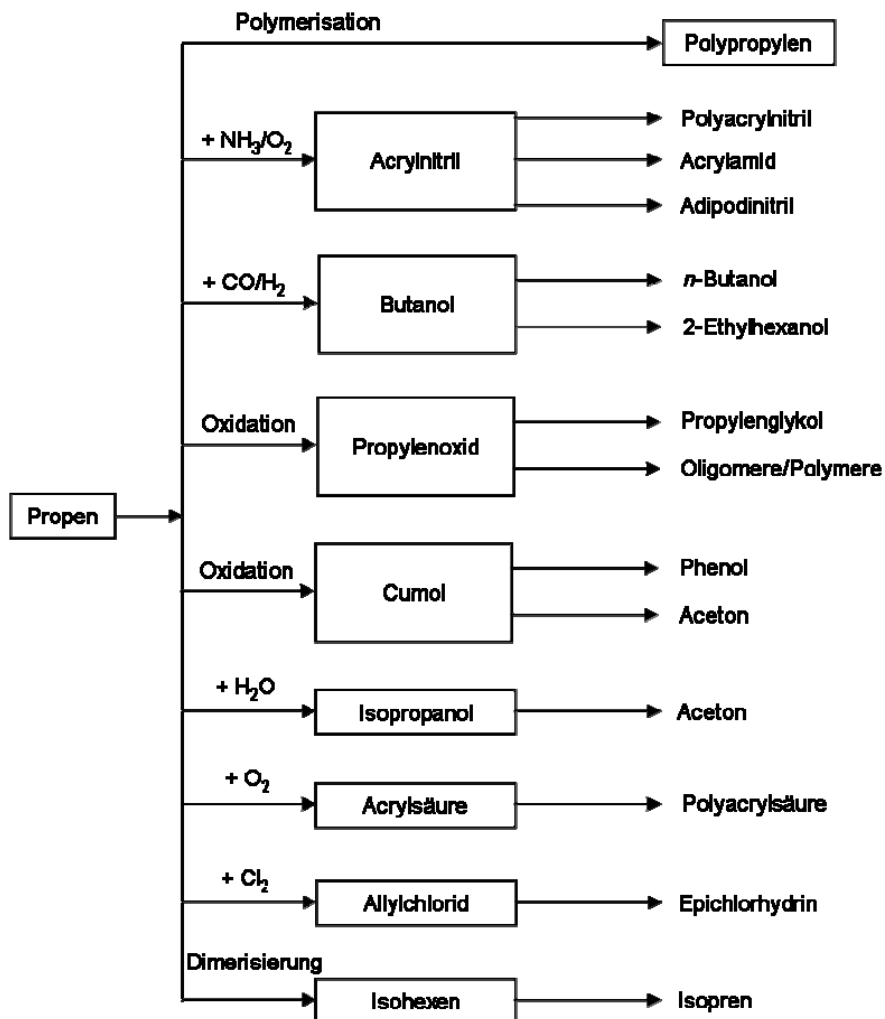 Polymerisation
Polypropylen
+ NH₃/O₂
Acrylnitril
Polyacrylnitril
Acrylamid
Adipodinitril
+ CO/H₂
Butanol
n-Butanol
2-Ethylhexanol
Oxidation
Propylenoxid
Propylenglykol
Oligomere/Polymere
Propen
Oxidation
Cumol
Phenol
Aceton
+ H₂O
Isopropanol
Aceton
+ O₂
Acrylsäure
Polyacrylsäure
+ Cl₂
Allylchlorid
Epichlorhydrin
Dimerisierung
Isohexen
Isopren